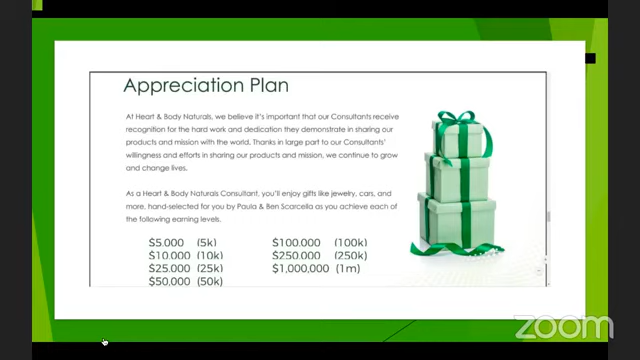 Appreciation Plan
At Heart & Body Naturals, we believe it's important that our Consultants receive
recognition for the hard work and dedication they demonstrate in sharing our
products and mission with the world. Thanks in large part to our Consultants'
willingness and efforts in sharing our products and mission, we continue to grow
and change lives.
As a Heart & Body Naturals Consultant, you'll enjoy gifts like jewelry, cars, and
more, hand-selected for you by Paula & Ben Scarcella as you achieve each of
the following earning levels.
$5,000 (5k) $100,000 (100k)
$10,000 (10k) $250,000 (250k)
$25,000 (25k) $1,000,000 (1m)
$50,000 (50k)
zoom